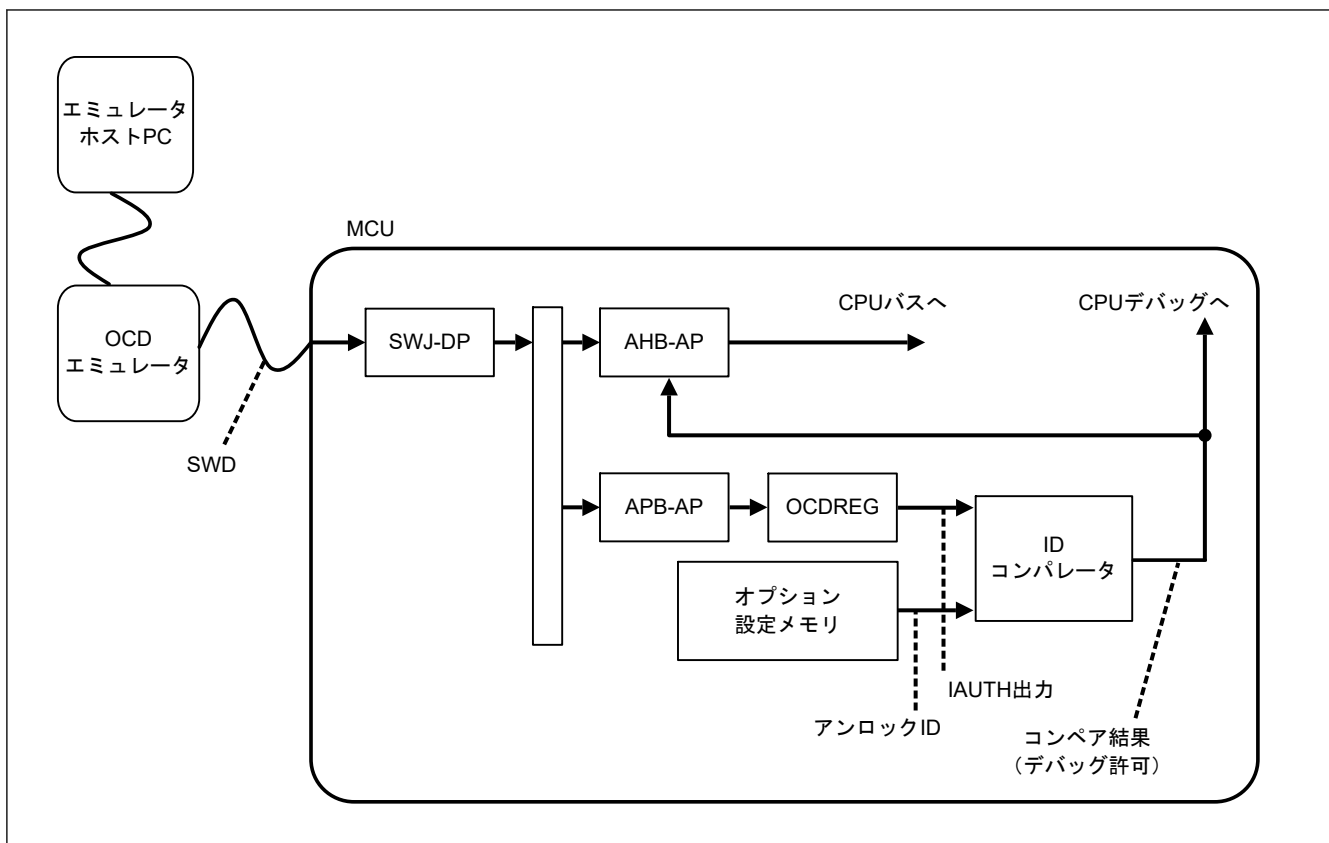 エミュレータ
ホストPC
MCU
OCD
エミュレータ
SWD
SWJ-DP
AHB-AP
CPUバスへ
CPUデバッグへ
APB-AP
OCDREG
ID
コンパレータ
オプション
設定メモリ
IAUTH出力
アンロックID
コンペア結果
（デバッグ許可）